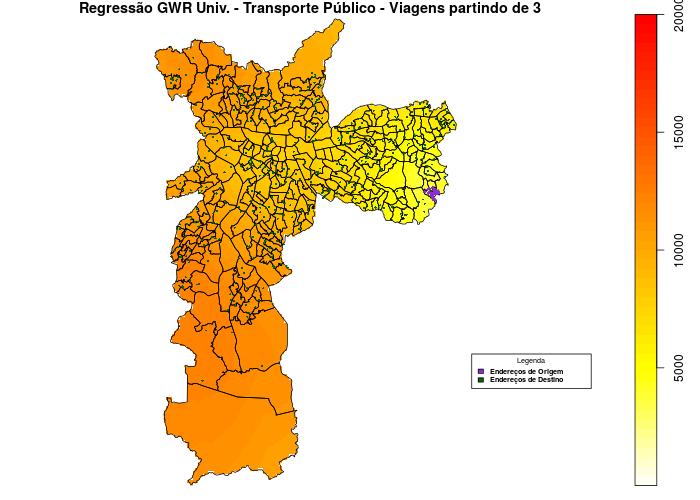 Regressão GWR Univ. - Transporte Público - Viagens partindo de 3
20000
15000
10000
5000
Legenda
Endereços de Origem
Endereços de Destino